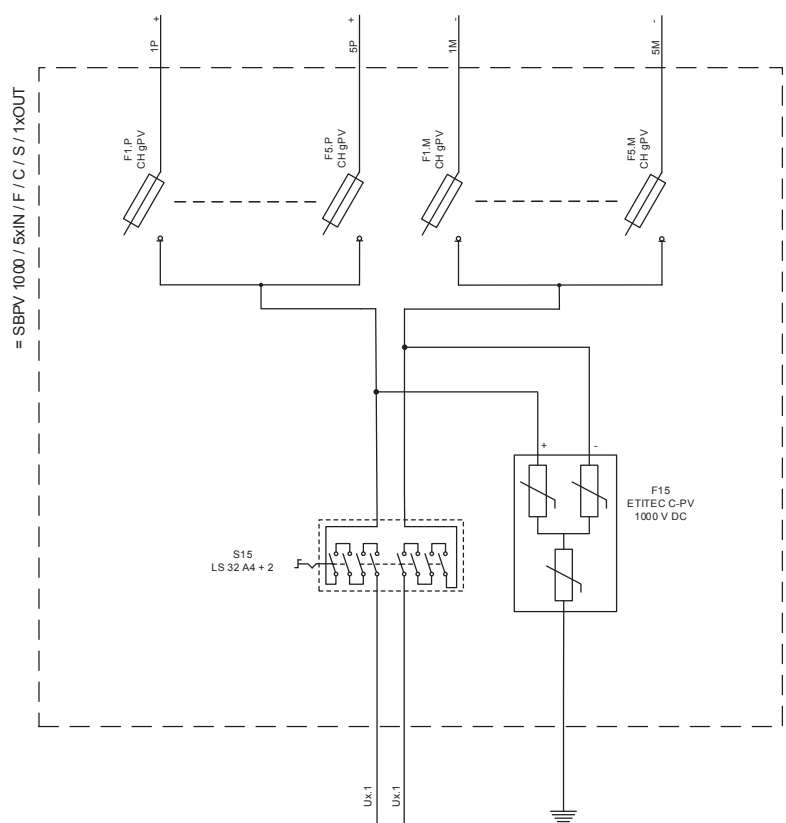 +
+
-
-
1P
5P
1M
5M
= SBPV 1000 / 5xIN / F / C / S / 1xOUT
F1.P
CH gPV
F5.P
CH gPV
F1.M
CH gPV
F5.M
CH gPV
+
-
F15
ETITEC C-PV
1000 V DC
S15
LS 32 A4 + 2
Ux.1
Ux.1